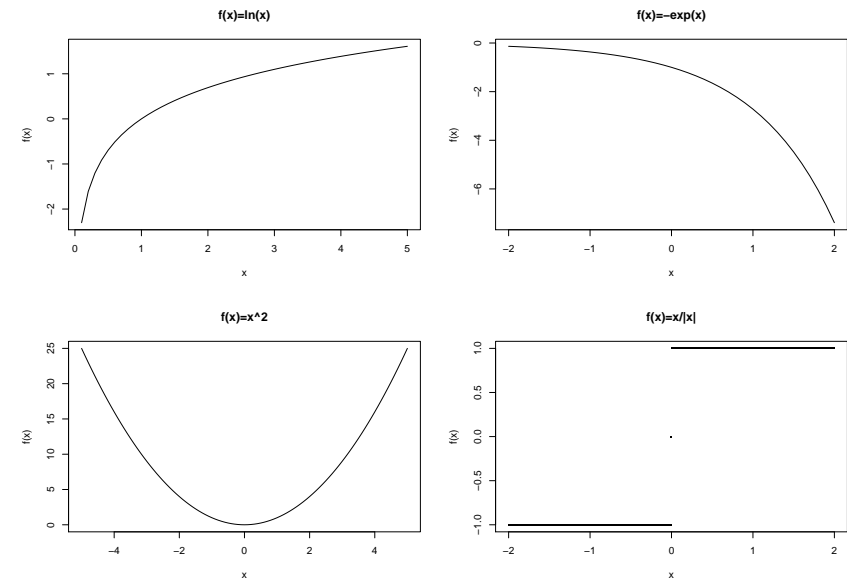 f(x)=ln(x)
f(x)
1
0
−1
−2
0 1 2 3 4 5
x
f(x)=−exp(x)
f(x)
0
−2
−4
−6
−2 −1 0 1 2
x
f(x)=x^2
f(x)
25
20
15
10
5
0
−4 −2 0 2 4
x
f(x)=x/|x|
f(x)
1.0
0.5
0.0
−0.5
−1.0
−2 −1 0 1 2
x